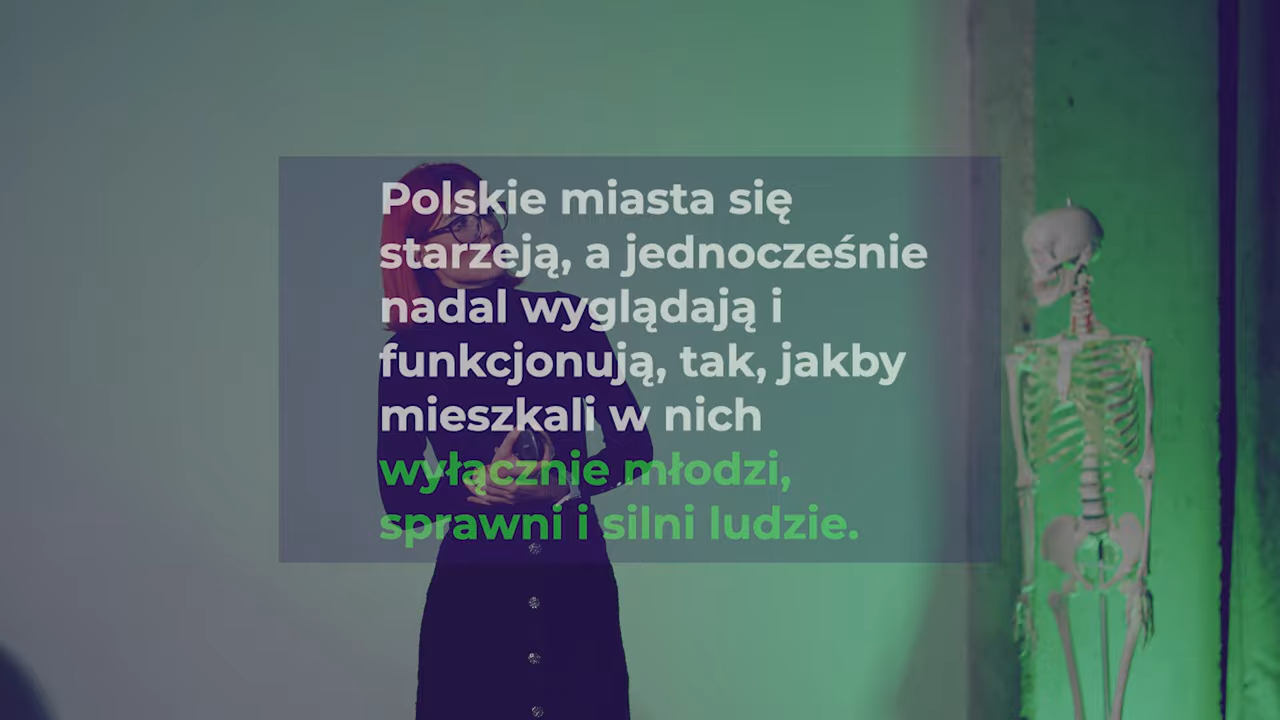 Polskie miasta się
starzeją, a jednocześnie
nadal wyglądają i
funkcjonują, tak, jakby
mieszkali w nich
wyłącznie młodzi,
sprawni i silni ludzie.